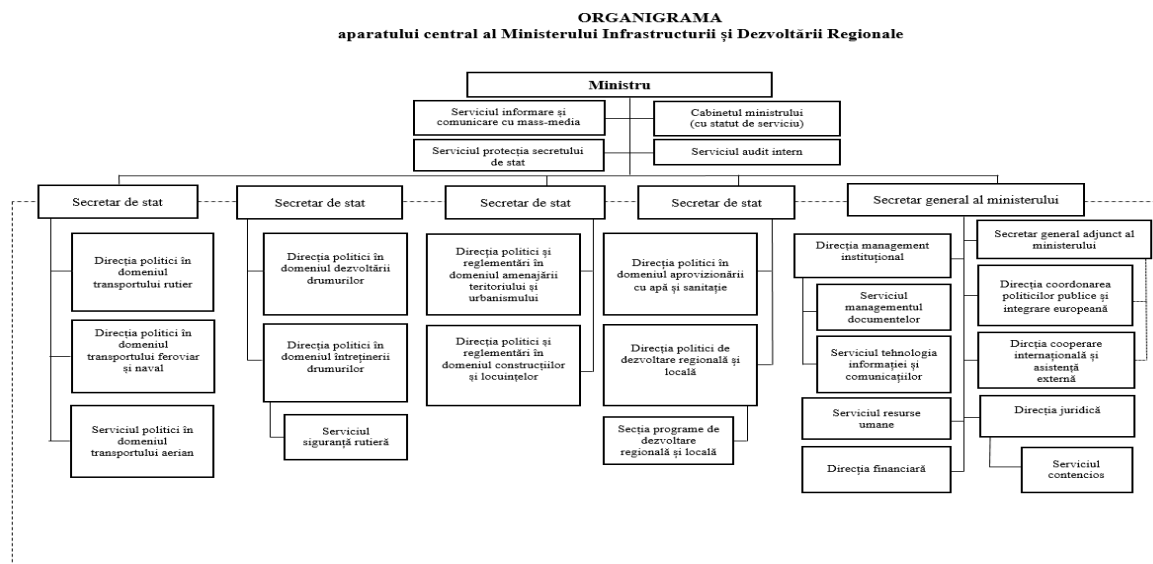 ORGANIGRAMA
aparatului central al Ministerului Infrastructurii și Dezvoltării Regionale
Ministru
Serviciul informare și
comunicare cu mass-media
Cabinetul ministrului
(cu statut de serviciu)
Serviciul protecția secretului
de stat
Serviciul audit intern
Secretar de stat
Secretar de stat
Secretar de stat
Secretar de stat
Secretar general al ministerului
Direcția politici în
domeniul
transportului rutier
Direcția politici în
domeniul
transportului feroviar
și naval
Serviciul politici în
domeniul
transportului aerian
Direcția politici în
domeniul dezvoltării
drumurilor
Direcția politici în
domeniul întreținerii
drumurilor
Serviciul
siguranță rutieră
Direcția politici și
reglementări în
domeniul amenajării
teritoriului și
urbanismului
Direcția politici și
reglementări în
domeniul construcțiilor
și locuințelor
Direcția politici în
domeniul aprovizionării
cu apă și sanitație
Direcția politici de
dezvoltare regională și
locală
Secția programe de
dezvoltare
regională și locală
Direcția management
instituțional
Serviciul
managementul
documentelor
Serviciul tehnologia
informației și
comunicațiilor
Serviciul resurse
umane
Direcția financiară
Secretar general adjunct al
ministerului
Direcția coordonarea
politicilor publice și
integrare europeană
Dircția cooperare
internațională și
asistență
externă
Direcția juridică
Serviciul
contencios